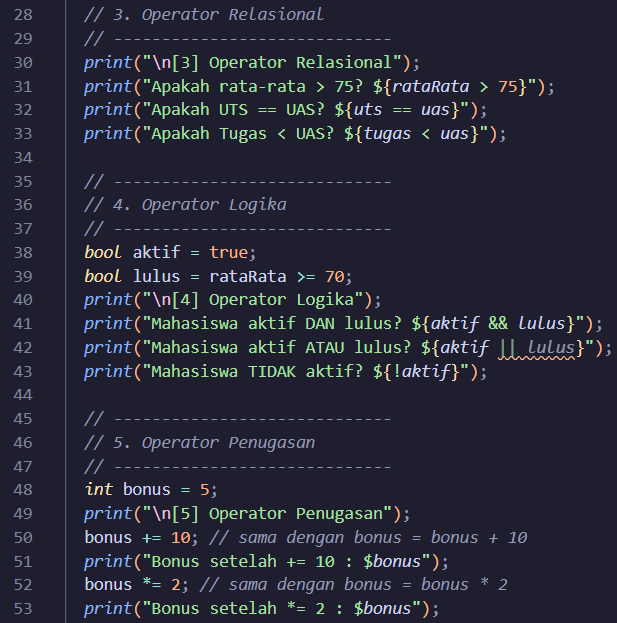 28 // 3. Operator Relasional
29 // -----------------------------
30 print("\n[3] Operator Relasional");
31 print("Apakah rata-rata > 75? ${rataRata > 75}");
32 print("Apakah UTS == UAS? ${uts == uas}");
33 print("Apakah Tugas < UAS? ${tugas < uas}");
34
35 // -----------------------------
36 // 4. Operator Logika
37 // -----------------------------
38 bool aktif = true;
39 bool lulus = rataRata >= 70;
40 print("\n[4] Operator Logika");
41 print("Mahasiswa aktif DAN lulus? ${aktif && lulus}");
42 print("Mahasiswa aktif ATAU lulus? ${aktif || lulus}");
43 print("Mahasiswa TIDAK aktif? ${!aktif}");
44
45 // -----------------------------
46 // 5. Operator Penugasan
47 // -----------------------------
48 int bonus = 5;
49 print("\n[5] Operator Penugasan");
50 bonus += 10; // sama dengan bonus = bonus + 10
51 print("Bonus setelah += 10 : $bonus");
52 bonus *= 2; // sama dengan bonus = bonus * 2
53 print("Bonus setelah *= 2 : $bonus");